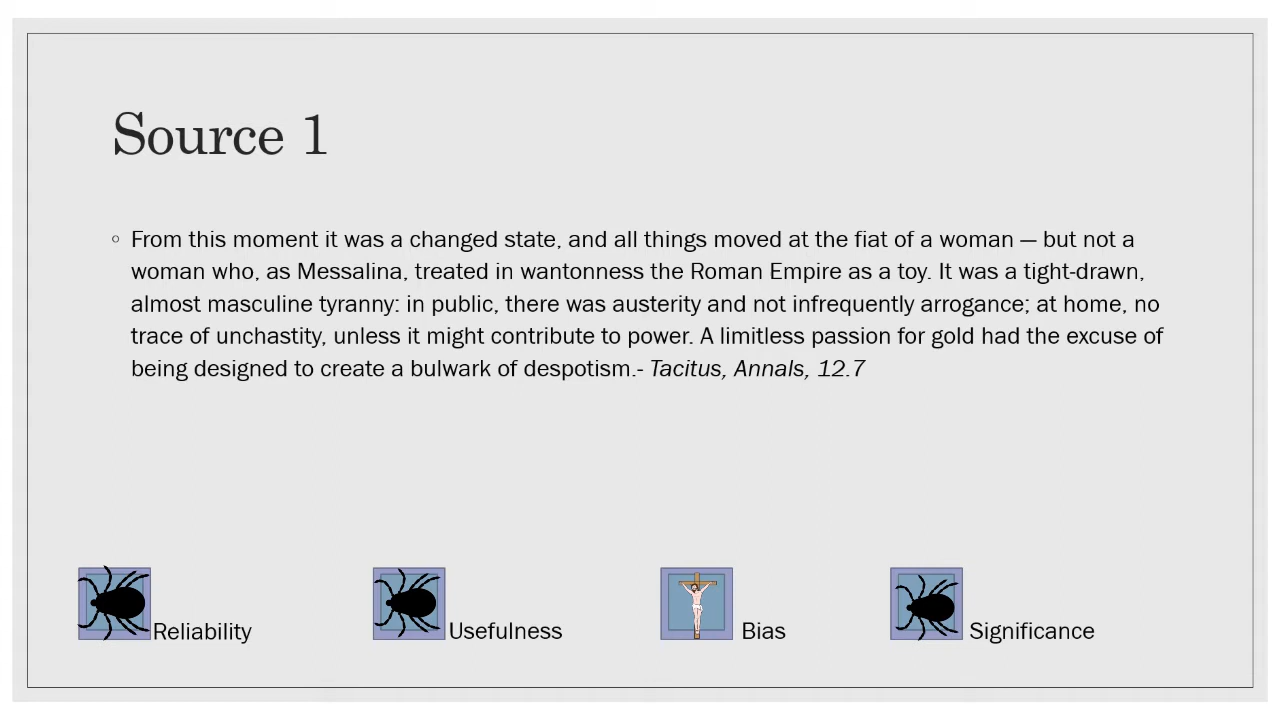 Source 1
From this moment it was a changed state, and all things moved at the fiat of a woman — but not a
woman who, as Messalina, treated in wantonness the Roman Empire as a toy. It was a tight-drawn,
almost masculine tyranny: in public, there was austerity and not infrequently arrogance; at home, no
trace of unchastity, unless it might contribute to power. A limitless passion for gold had the excuse of
being designed to create a bulwark of despotism.- Tacitus, Annals, 12.7
Reliability
Usefulness
Bias
Significance